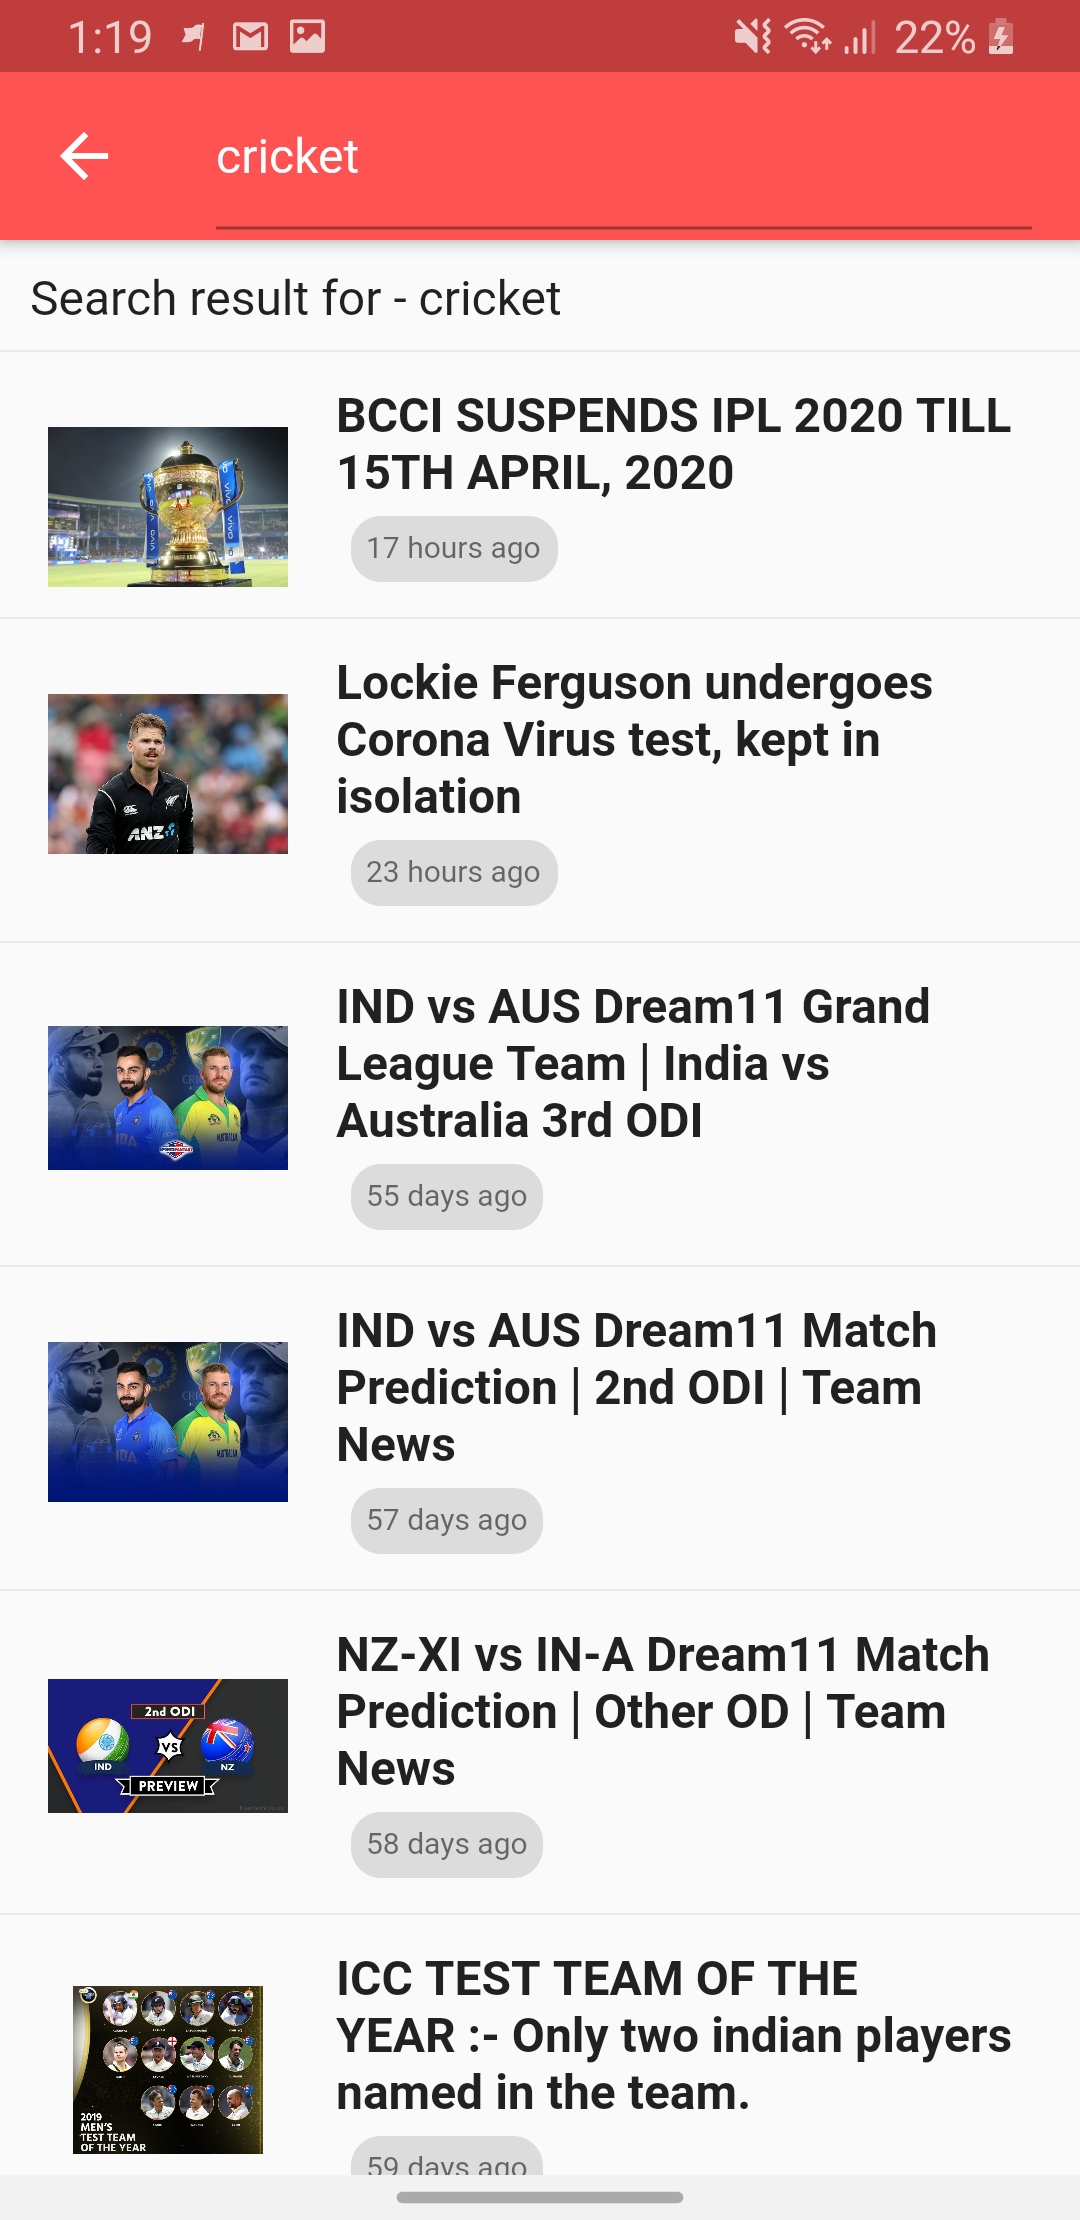 1:19
22%
cricket
Search result for - cricket
BCCI SUSPENDS IPL 2020 TILL
15TH APRIL, 2020
17 hours ago
Lockie Ferguson undergoes
Corona Virus test, kept in
isolation
ANZ
23 hours ago
IND vs AUS Dream11 Grand
League Team | India vs
Australia 3rd ODI
55 days ago
IND vs AUS Dream11 Match
Prediction | 2nd ODI | Team
News
57 days ago
NZ-XI vs IN-A Dream11 Match
Prediction | Other OD | Team
News
2nd ODI
IND
VS
NZ
PREVIEW
58 days ago
ICC TEST TEAM OF THE
YEAR :- Only two indian players
named in the team.
2019
MEN'S
TEST TEAM
OF THE YEAR
59 days ago